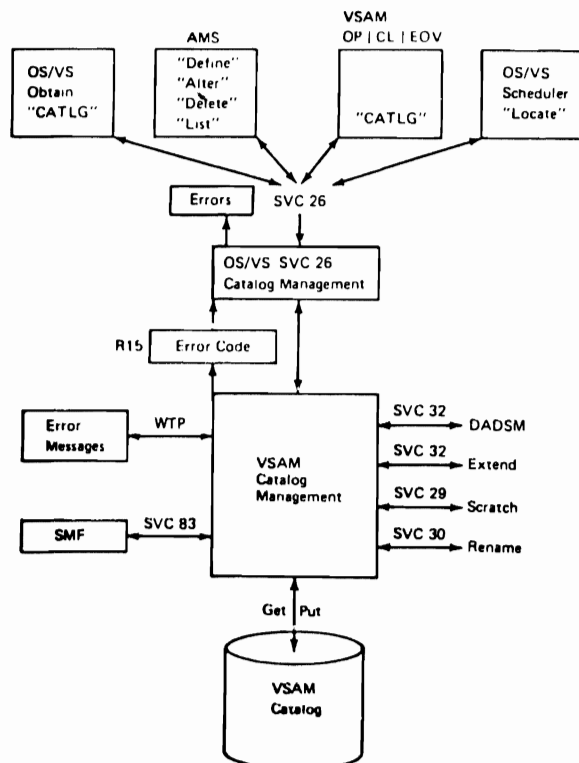 AMS
VSAM
OP | CL | EOV
OS/VS
Obtain
"CATLG"
"Define"
"Alter"
"Delete"
"List"
"CATLG"
OS/VS
Scheduler
"Locate"
Errors
SVC 26
OS/VS SVC 26
Catalog Management
R15
Error Code
Error
Messages
WTP
VSAM
Catalog
Management
SVC 32
DADSM
SVC 32
Extend
SVC 29
Scratch
SVC 30
Rename
SMF
SVC 83
Get
Put
VSAM
Catalog